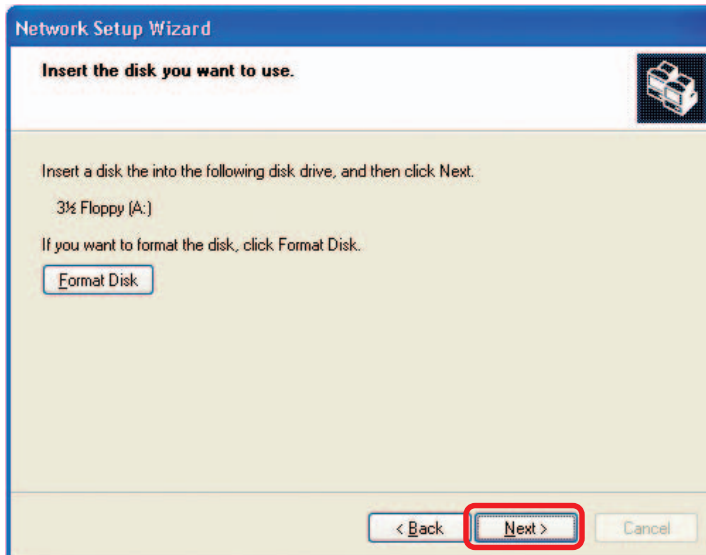 Network Setup Wizard
Insert the disk you want to use.
Insert a disk the into the following disk drive, and then click Next.
3½ Floppy (A:)
If you want to format the disk, click Format Disk.
Format Disk
< Back Next > Cancel